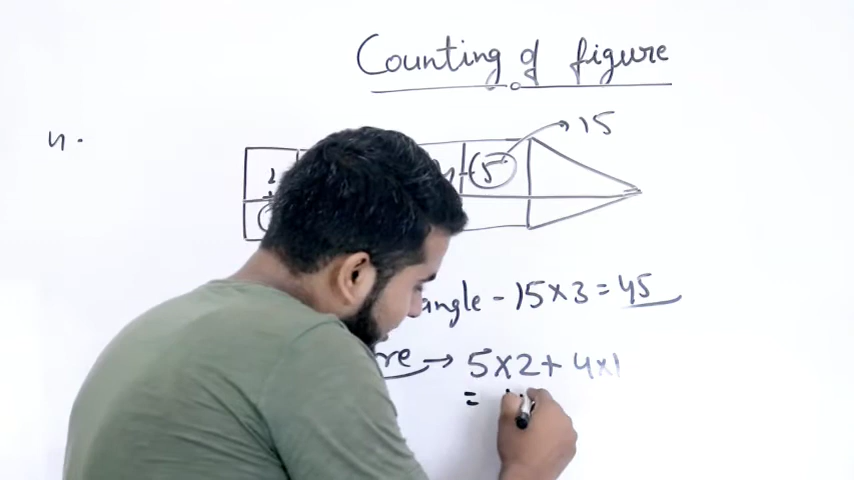 Counting of figure
4.
5 → 15
angle - 15×3 = 45
re → 5×2+ 4×1
=